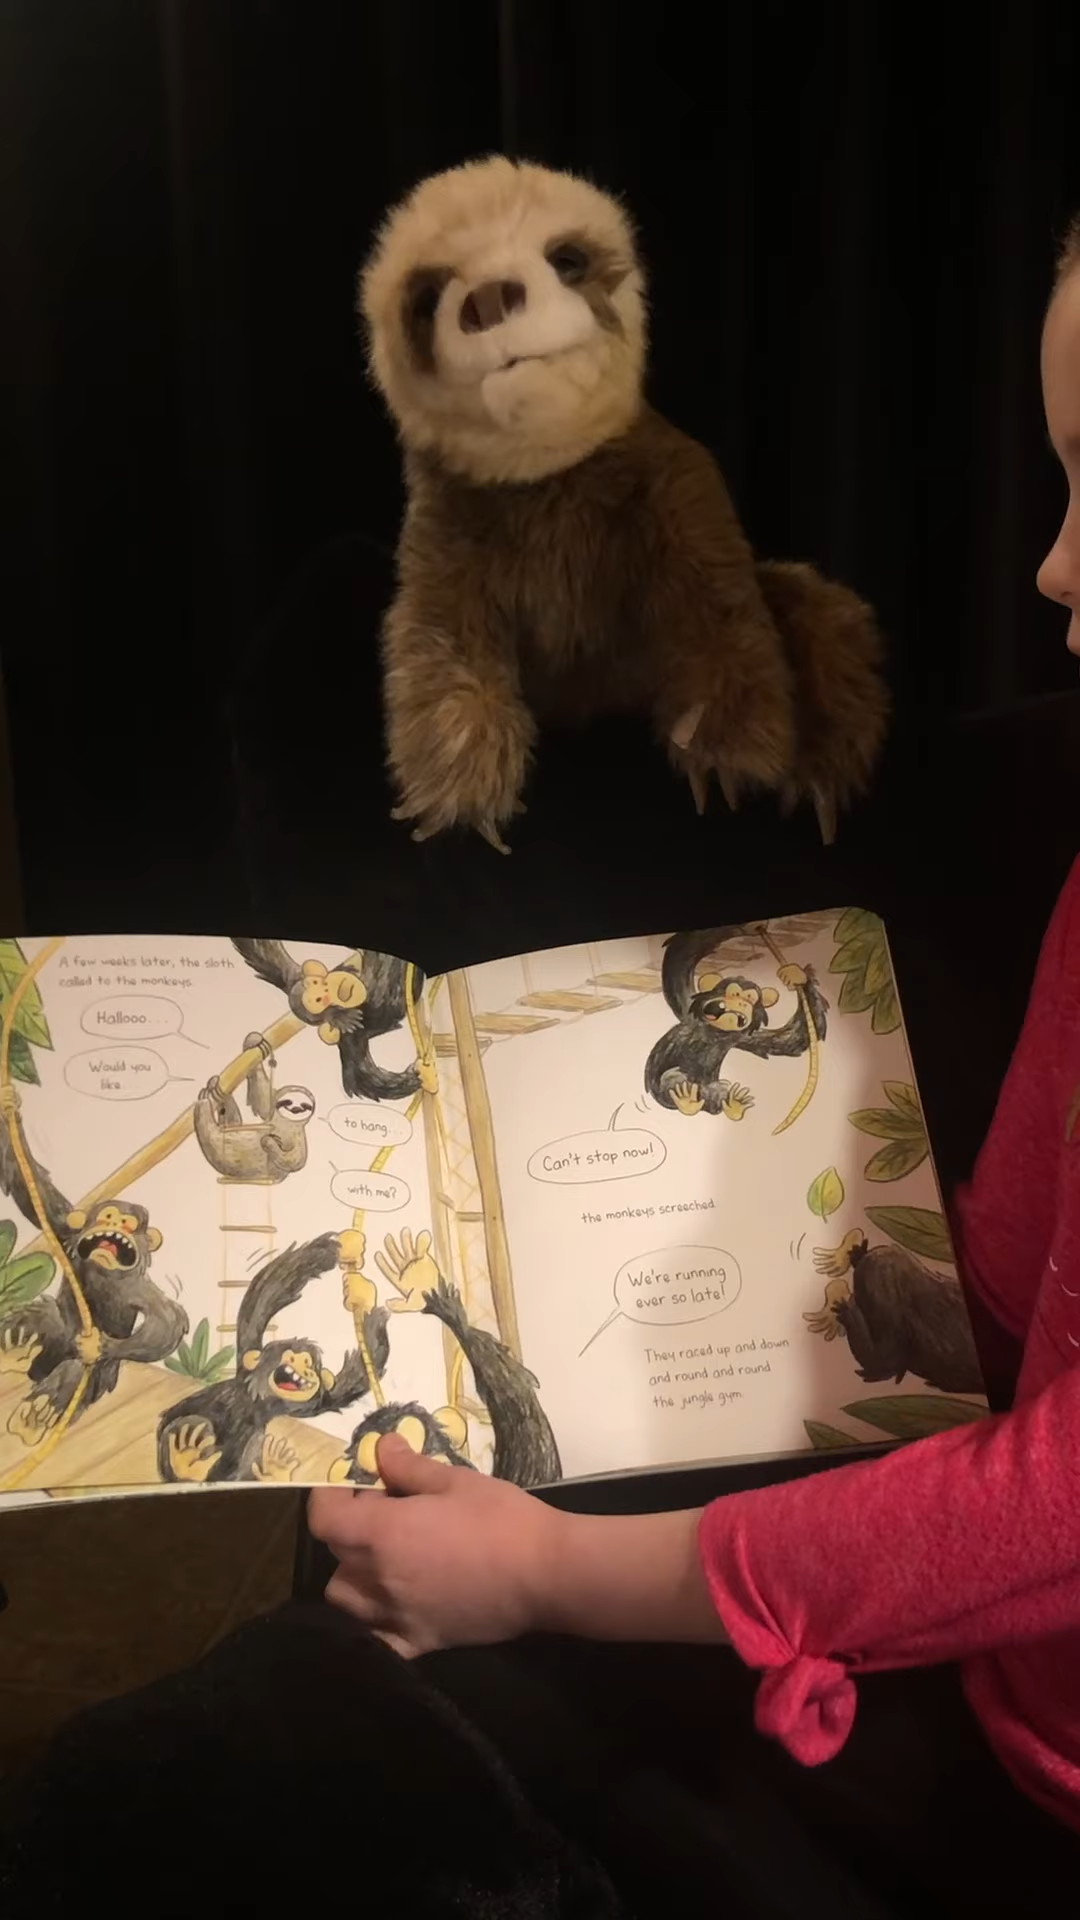 A few weeks later, the sloth
called to the monkeys.
Hallooo...
Would you
like...
to hang...
with me?
Can't stop now!
the monkeys screeched.
We're running
ever so late!
They raced up and down
and round and round
the jungle gym.